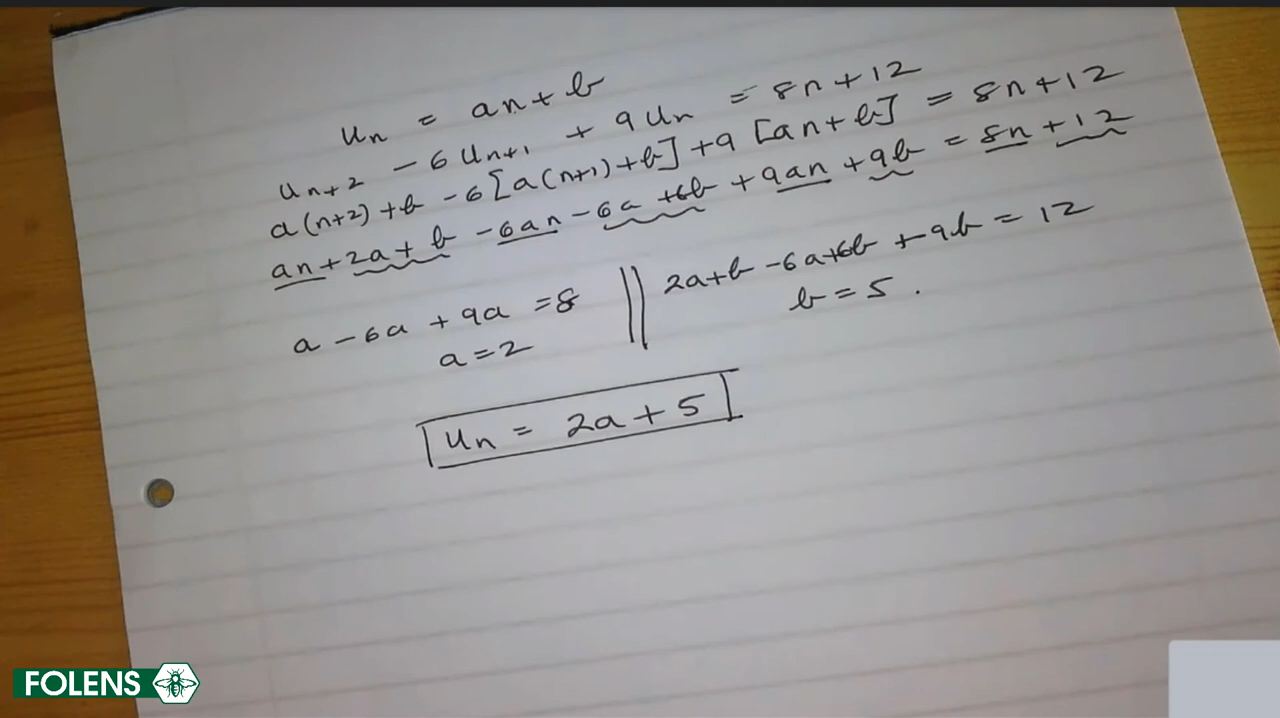 uₙ = an + b
uₙ₊₂ - 6uₙ₊₁ + 9uₙ = 8n + 12
a(n+2) + b - 6[a(n+1) + b] + 9[an + b] = 8n + 12
an + 2a + b - 6an - 6a + 6b + 9an + 9b = 8n + 12
a - 6a + 9a = 8 || 2a + b - 6a + 6b + 9b = 12
a = 2
b = 5.
uₙ = 2a + 5
FOLENS